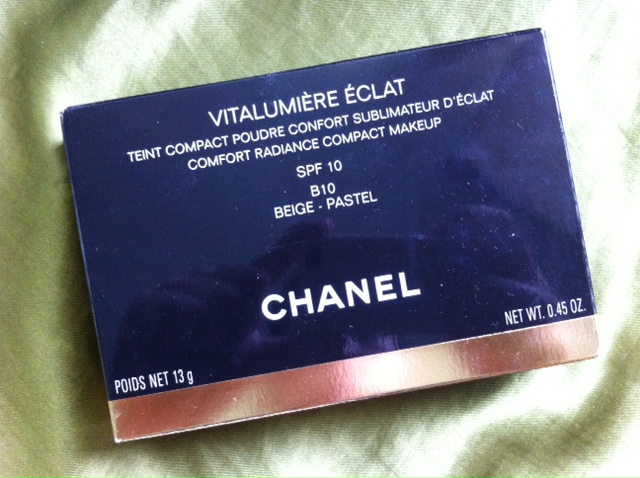 VITALUMIÈRE ÉCLAT
TEINT COMPACT POUDRE CONFORT SUBLIMATEUR D'ÉCLAT
COMFORT RADIANCE COMPACT MAKEUP
SPF 10
B10
BEIGE - PASTEL
CHANEL
POIDS NET 13 g
NET WT. 0.45 OZ.